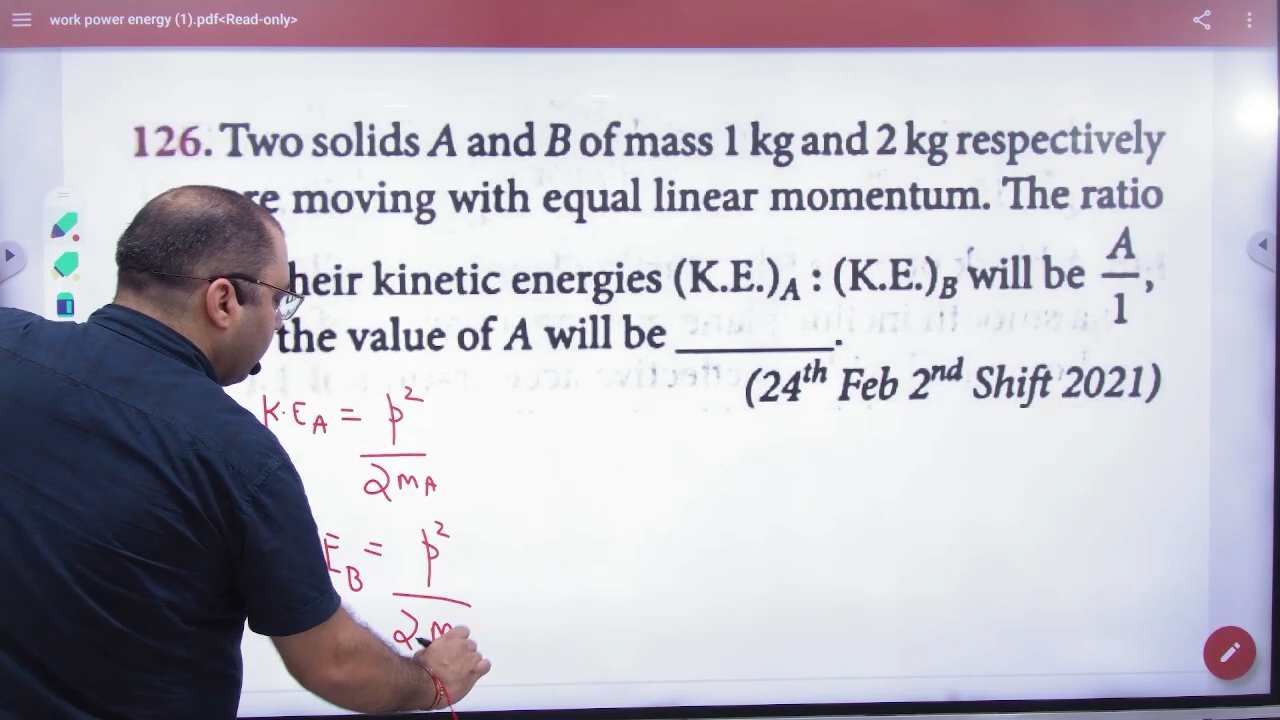 work power energy (1).pdf<Read-only>
126. Two solids A and B of mass 1 kg and 2 kg respectively
moving with equal linear momentum. The ratio
kinetic energies (K.E.)A : (K.E.)B will be A/1,
the value of A will be ________.
(24th Feb 2nd Shift 2021)
K.EA = p²/2mA
EB = p²/2m